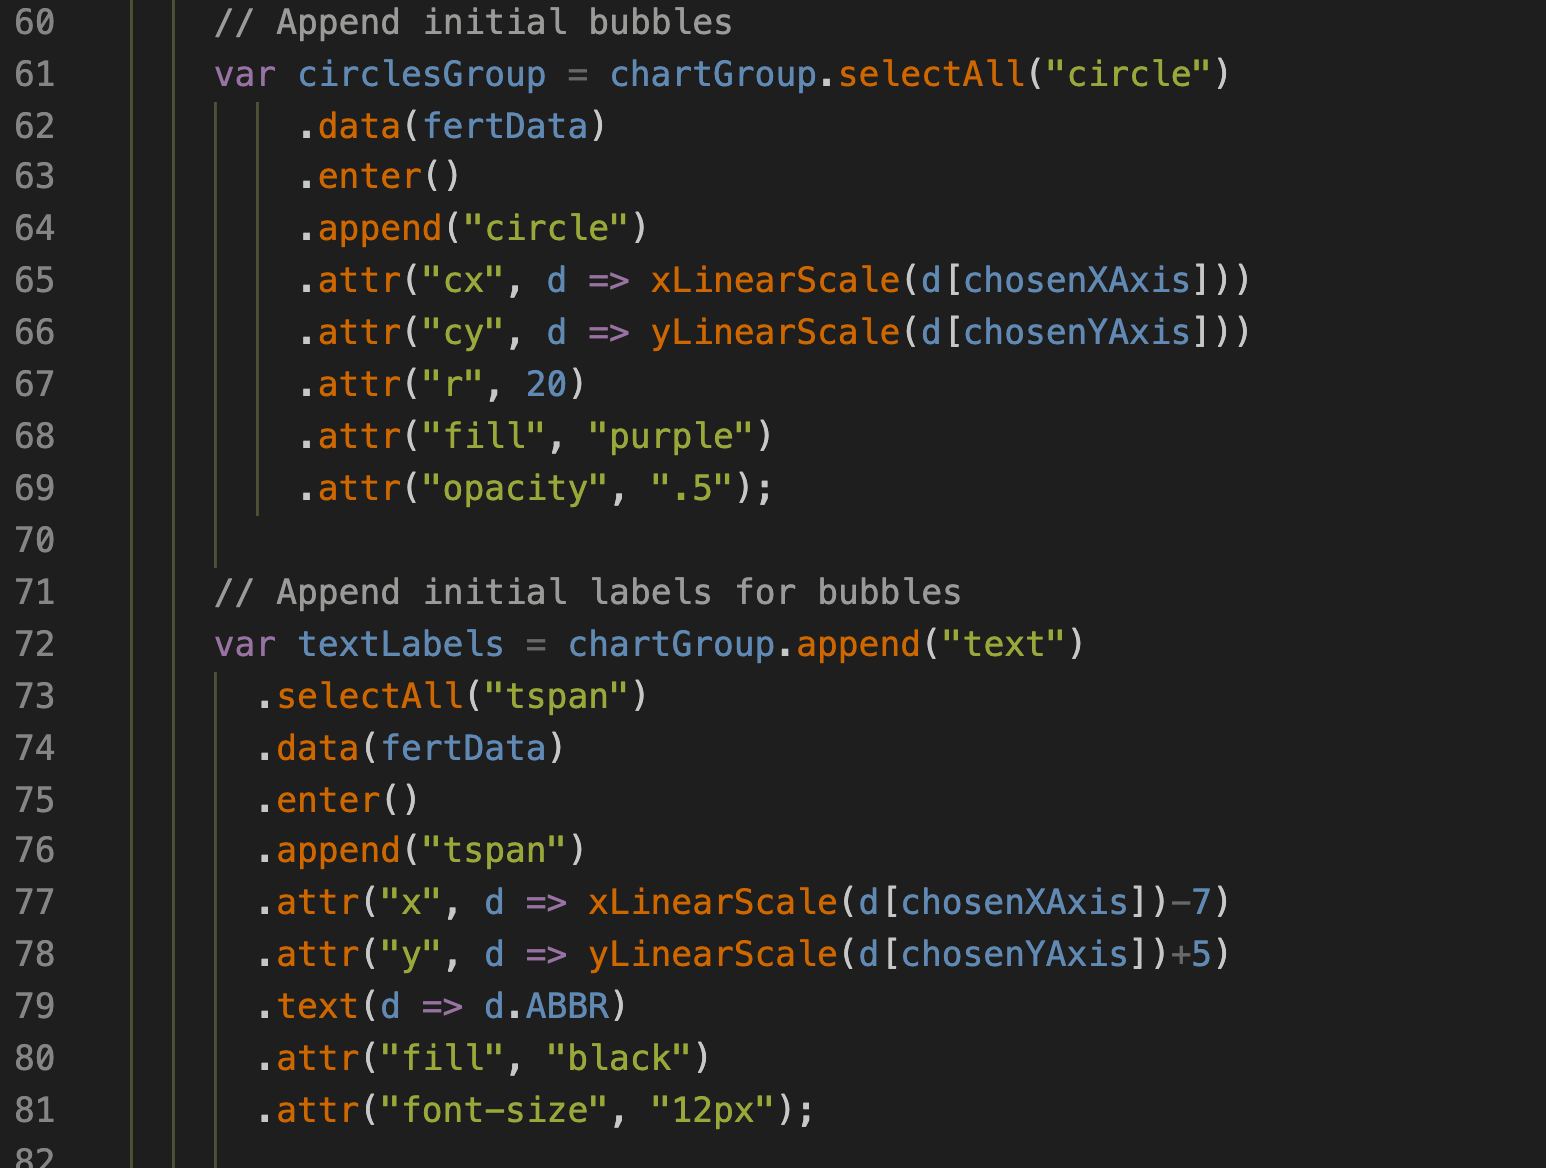 60 // Append initial bubbles
61 var circlesGroup = chartGroup.selectAll("circle")
62 .data(fertData)
63 .enter()
64 .append("circle")
65 .attr("cx", d => xLinearScale(d[chosenXAxis]))
66 .attr("cy", d => yLinearScale(d[chosenYAxis]))
67 .attr("r", 20)
68 .attr("fill", "purple")
69 .attr("opacity", ".5");
70
71 // Append initial labels for bubbles
72 var textLabels = chartGroup.append("text")
73 .selectAll("tspan")
74 .data(fertData)
75 .enter()
76 .append("tspan")
77 .attr("x", d => xLinearScale(d[chosenXAxis])-7)
78 .attr("y", d => yLinearScale(d[chosenYAxis])+5)
79 .text(d => d.ABBR)
80 .attr("fill", "black")
81 .attr("font-size", "12px");
82